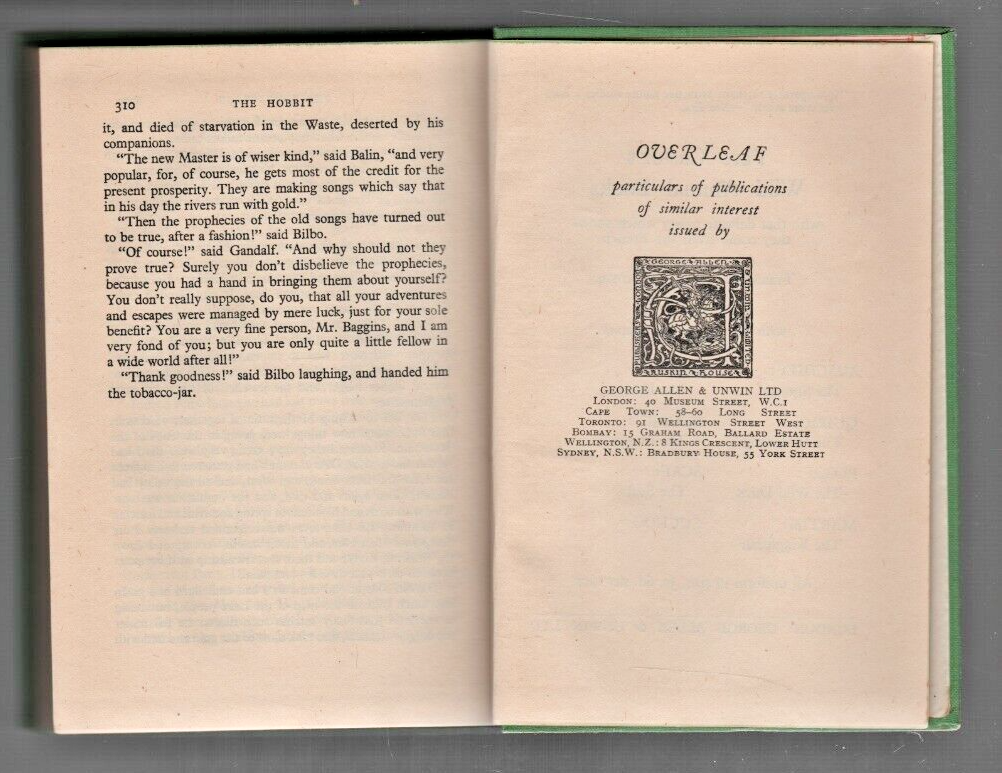 310 THE HOBBIT
it, and died of starvation in the Waste, deserted by his
companions.
“The new Master is of wiser kind,” said Balin, “and very
popular, for, of course, he gets most of the credit for the
present prosperity. They are making songs which say that
in his day the rivers run with gold.”
“Then the prophecies of the old songs have turned out
to be true, after a fashion!” said Bilbo.
“Of course!” said Gandalf. “And why should not they
prove true? Surely you don’t disbelieve the prophecies,
because you had a hand in bringing them about yourself?
You don’t really suppose, do you, that all your adventures
and escapes were managed by mere luck, just for your sole
benefit? You are a very fine person, Mr. Baggins, and I am
very fond of you; but you are only quite a little fellow in
a wide world after all!”
“Thank goodness!” said Bilbo laughing, and handed him
the tobacco-jar.
OVERLEAF
particulars of publications
of similar interest
issued by
GEORGE ALLEN
RUSKIN HOUSE
GEORGE ALLEN & UNWIN LTD
LONDON: 40 MUSEUM STREET, W.C.1
CAPE TOWN: 58–60 LONG STREET
TORONTO: 91 WELLINGTON STREET WEST
BOMBAY: 15 GRAHAM ROAD, BALLARD ESTATE
WELLINGTON, N.Z.: 8 KINGS CRESCENT, LOWER HUTT
SYDNEY, N.S.W.: BRADBURY HOUSE, 55 YORK STREET